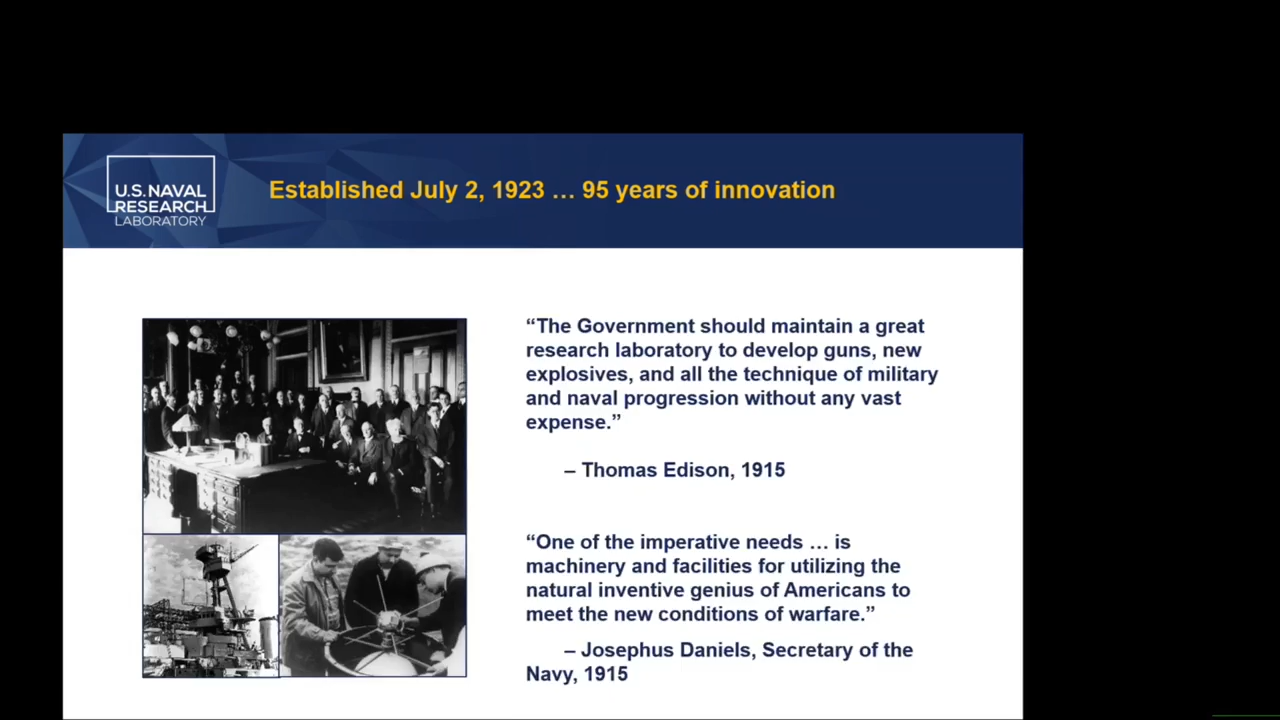 U.S. NAVAL
RESEARCH
LABORATORY
Established July 2, 1923 … 95 years of innovation
“The Government should maintain a great
research laboratory to develop guns, new
explosives, and all the technique of military
and naval progression without any vast
expense.”
– Thomas Edison, 1915
“One of the imperative needs … is
machinery and facilities for utilizing the
natural inventive genius of Americans to
meet the new conditions of warfare.”
– Josephus Daniels, Secretary of the
Navy, 1915